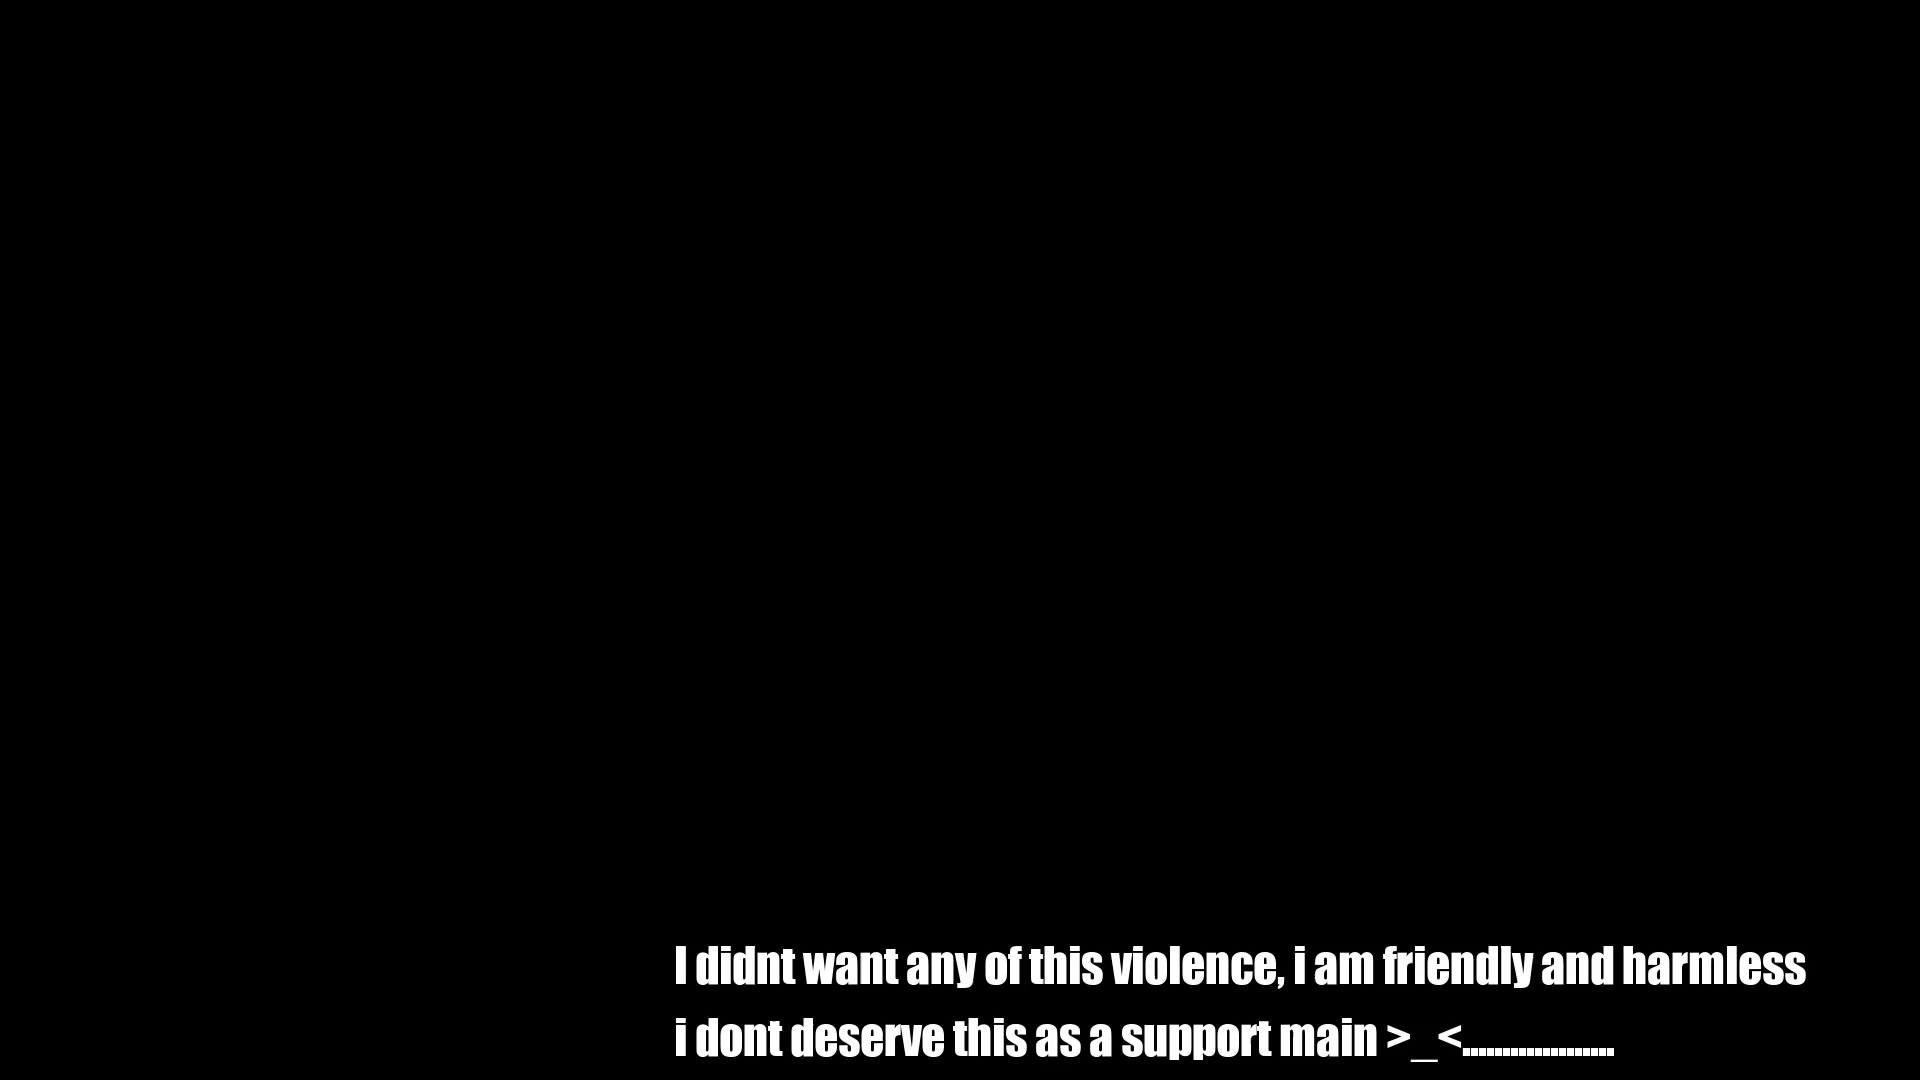 I didnt want any of this violence, i am friendly and harmless
i dont deserve this as a support main >_<...................